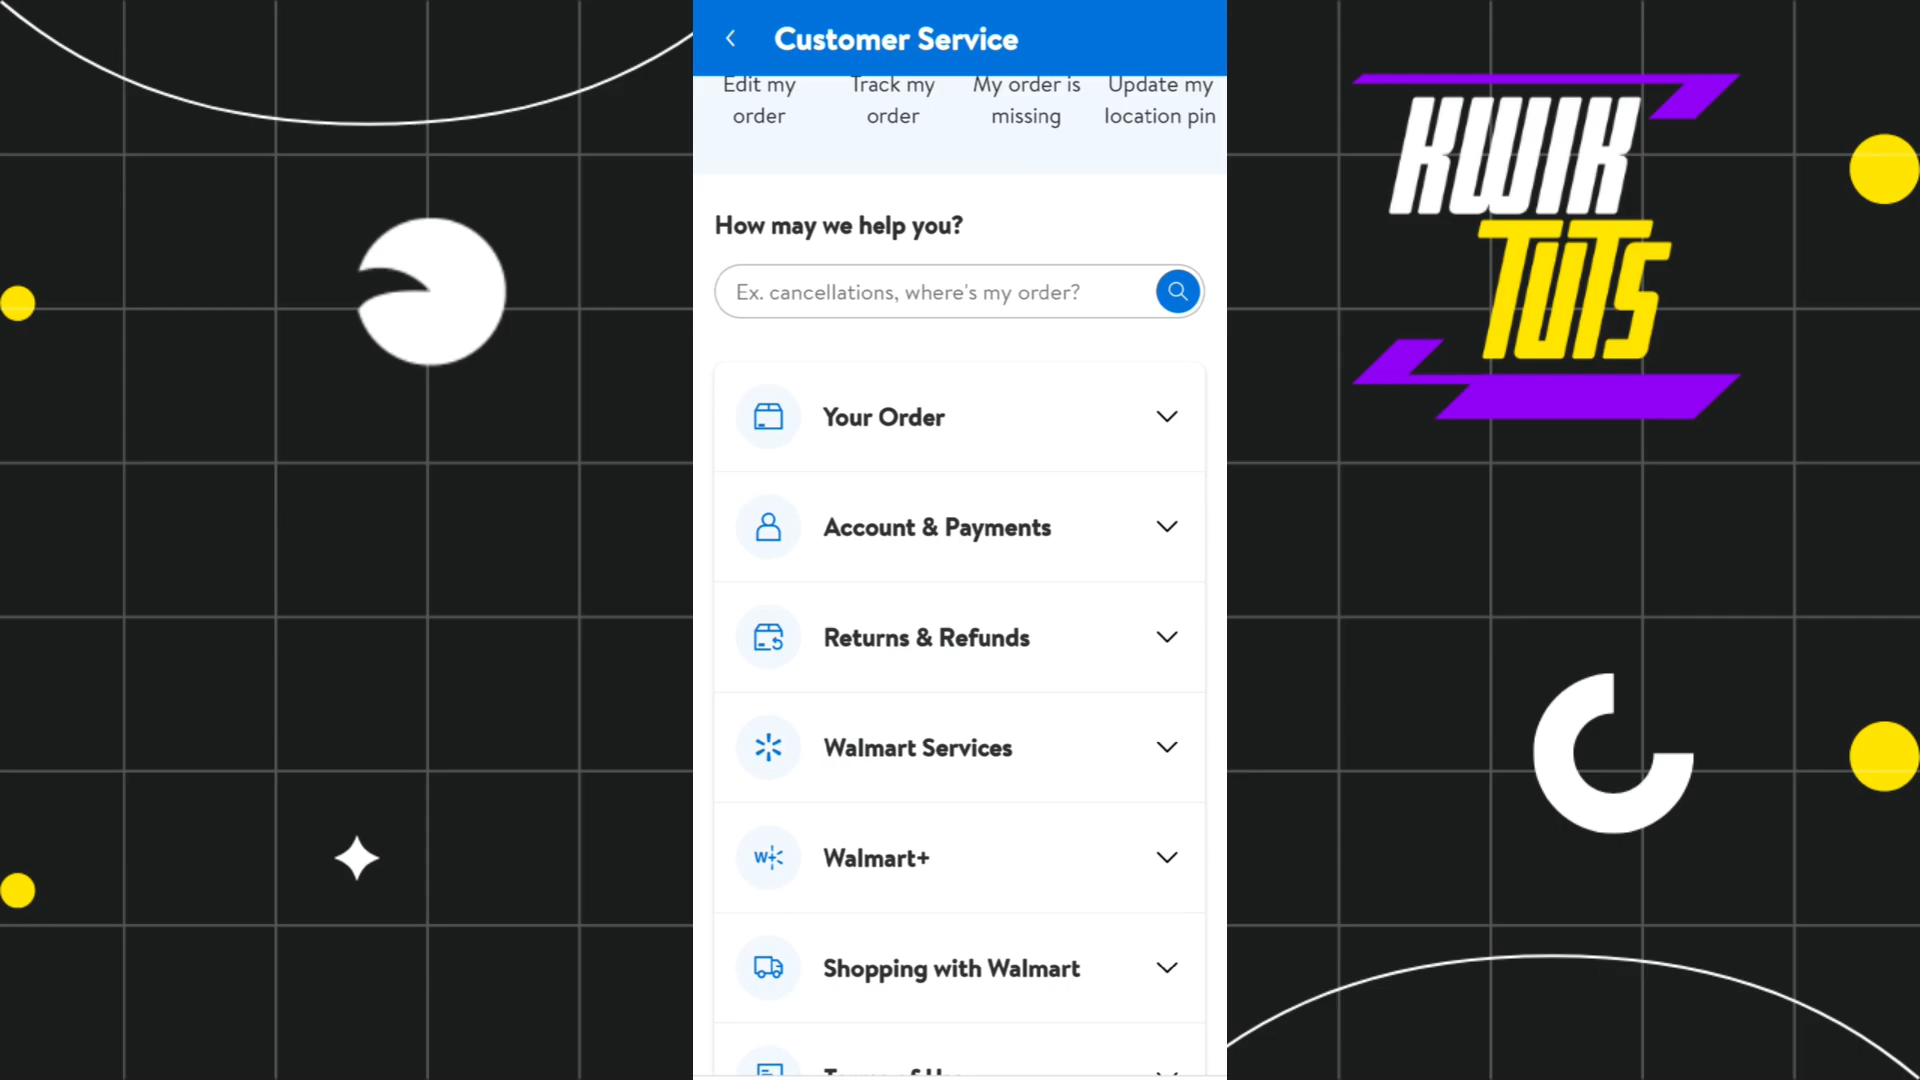 Customer Service
Edit my order
Track my order
My order is missing
Update my location pin
How may we help you?
Ex. cancellations, where's my order?
Your Order
Account & Payments
Returns & Refunds
Walmart Services
W+
Walmart+
Shopping with Walmart
KWIK
TUTS